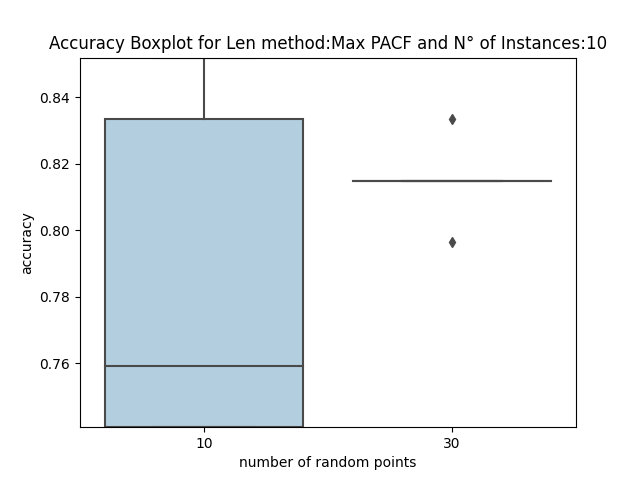 Accuracy Boxplot for Len method:Max PACF and N° of Instances:10
0.84
0.82
0.80
0.78
0.76
accuracy
10
30
number of random points